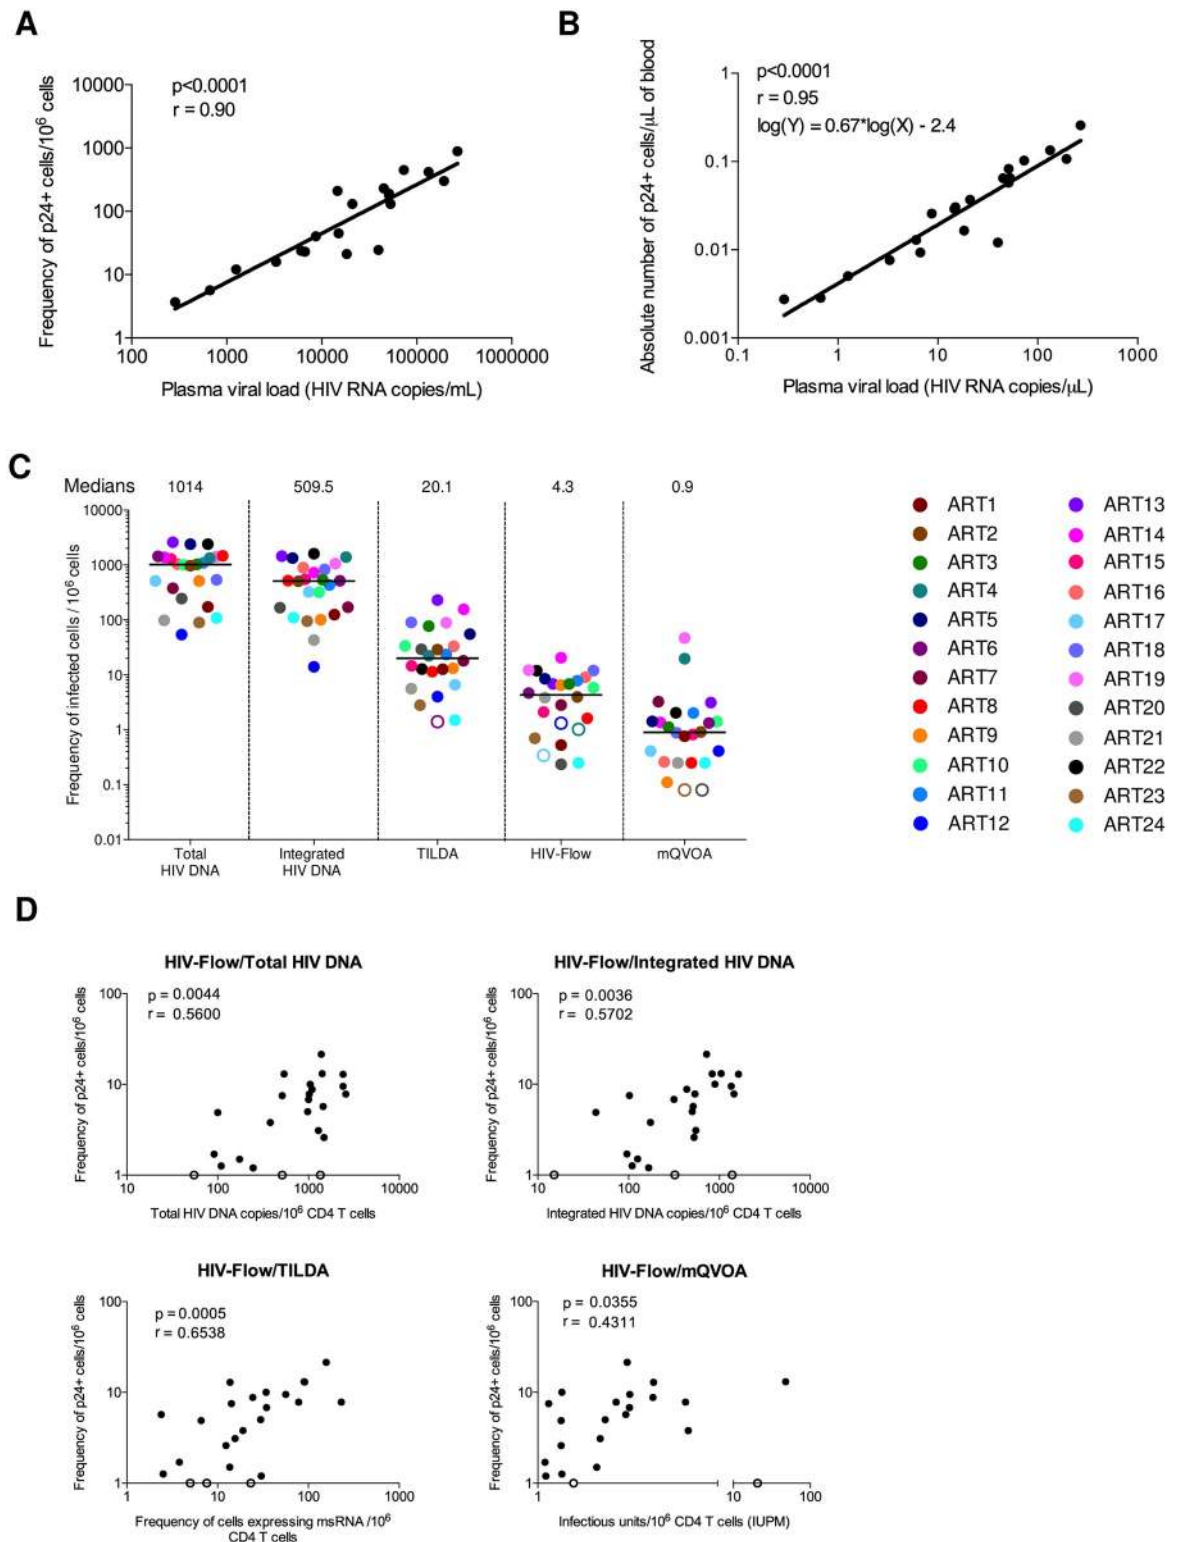 A
Frequency of p24+ cells/10⁶ cells
10000
1000
100
10
1
p<0.0001
r = 0.90
100 1000 10000 100000 1000000
Plasma viral load (HIV RNA copies/mL)
B
Absolute number of p24+ cells/µL of blood
1
0.1
0.01
0.001
p<0.0001
r = 0.95
log(Y) = 0.67*log(X) - 2.4
0.1 1 10 100 1000
Plasma viral load (HIV RNA copies/µL)
C
Medians 1014 509.5 20.1 4.3 0.9
Frequency of infected cells / 10⁶ cells
10000
1000
100
10
1
0.1
0.01
Total
HIV DNA
Integrated
HIV DNA
TILDA
HIV-Flow
mQVOA
ART1
ART2
ART3
ART4
ART5
ART6
ART7
ART8
ART9
ART10
ART11
ART12
ART13
ART14
ART15
ART16
ART17
ART18
ART19
ART20
ART21
ART22
ART23
ART24
D
HIV-Flow/Total HIV DNA
Frequency of p24+ cells/10⁶ cells
100
10
1
p = 0.0044
r = 0.5600
10 100 1000 10000
Total HIV DNA copies/10⁶ CD4 T cells
HIV-Flow/Integrated HIV DNA
Frequency of p24+ cells/10⁶ cells
100
10
1
p = 0.0036
r = 0.5702
10 100 1000 10000
Integrated HIV DNA copies/10⁶ CD4 T cells
HIV-Flow/TILDA
Frequency of p24+ cells/10⁶ cells
100
10
1
p = 0.0005
r = 0.6538
1 10 100 1000
Frequency of cells expressing msRNA /10⁶
CD4 T cells
HIV-Flow/mQVOA
Frequency of p24+ cells/10⁶ cells
100
10
1
p = 0.0355
r = 0.4311
1 10 100
Infectious units/10⁶ CD4 T cells (IUPM)